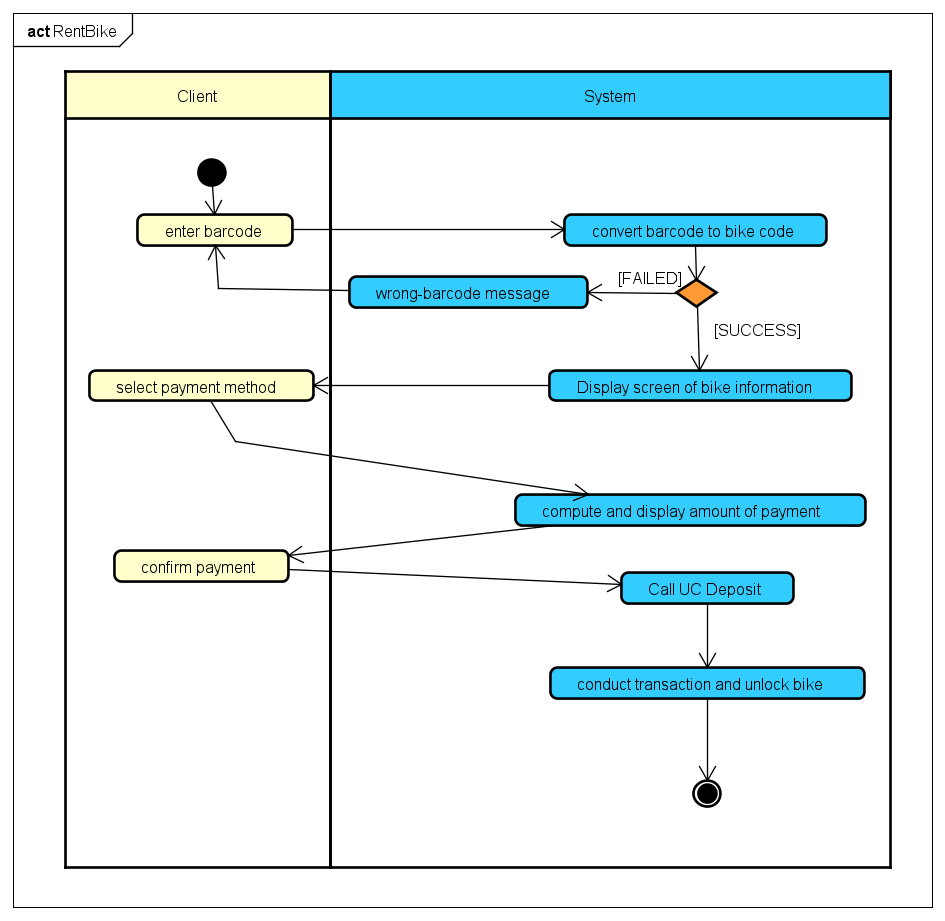 act RentBike
Client
System
enter barcode
convert barcode to bike code
[FAILED]
wrong-barcode message
[SUCCESS]
select payment method
Display screen of bike information
compute and display amount of payment
confirm payment
Call UC Deposit
conduct transaction and unlock bike